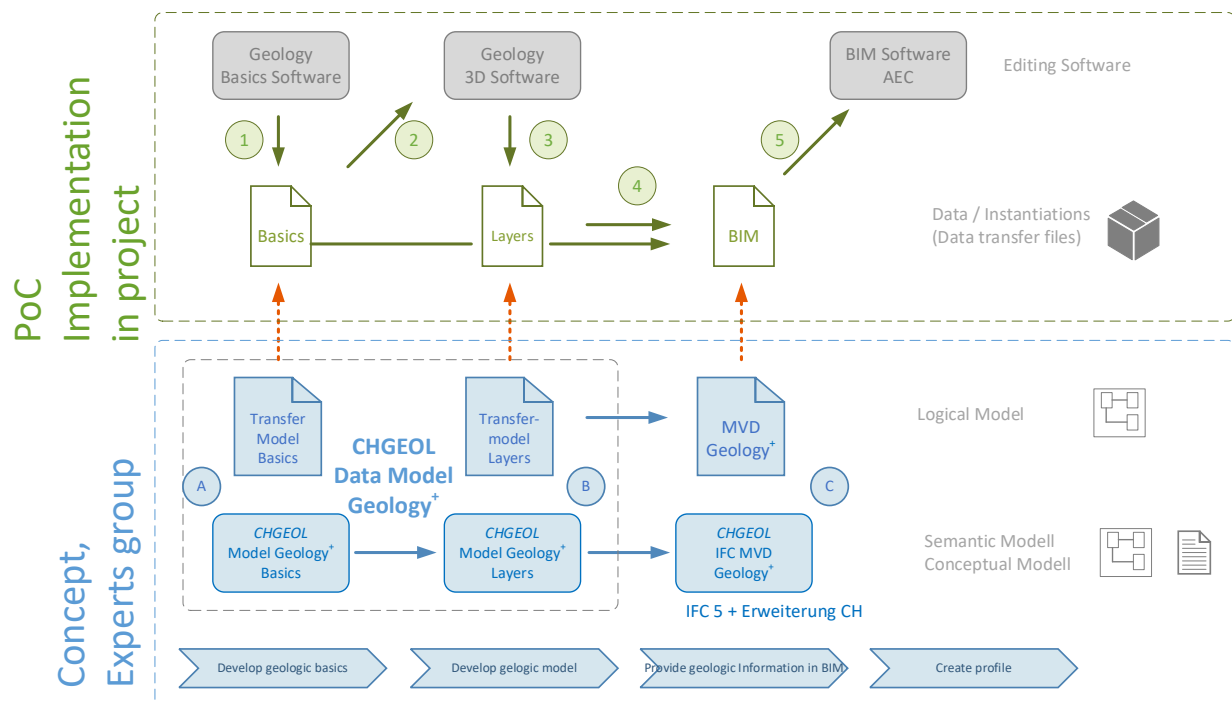 PoC
Implementation
in project
Geology
Basics Software
Geology
3D Software
BIM Software
AEC
Editing Software
1
2
3
4
5
Basics
Layers
BIM
Data / Instantiations
(Data transfer files)
Concept,
Experts group
Transfer
Model
Basics
CHGEOL
Data Model
Geology+
Transfer-
model
Layers
MVD
Geology+
Logical Model
A
B
C
CHGEOL
Model Geology+
Basics
CHGEOL
Model Geology+
Layers
CHGEOL
IFC MVD
Geology+
Semantic Modell
Conceptual Modell
IFC 5 + Erweiterung CH
Develop geologic basics
Develop gelogic model
Provide geologic Information in BIM
Create profile